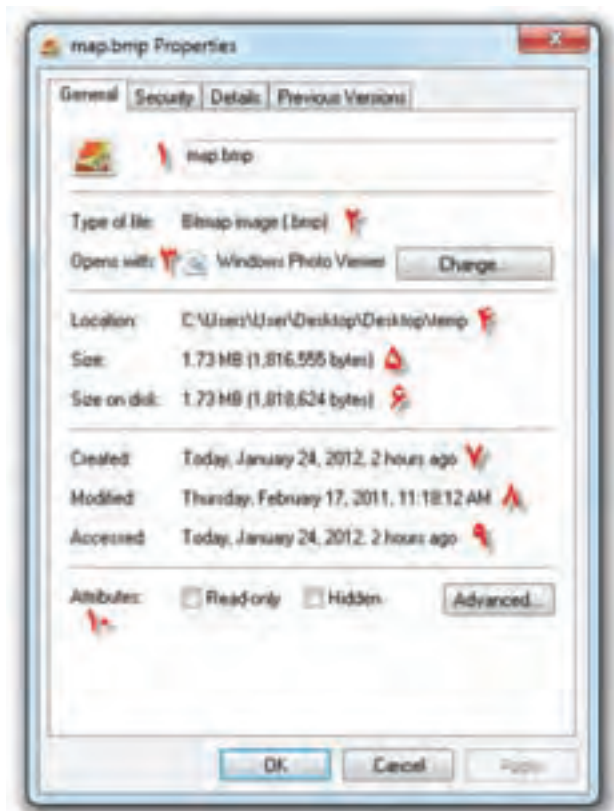 map.bmp Properties
General Security Details Previous Versions
۱ map.bmp
Type of file: Bitmap image (.bmp) ۲
Opens with: ۳ Windows Photo Viewer Change...
Location: C:\Users\User\Desktop\Desktop\temp ۴
Size: 1.73 MB (1,816,555 bytes) ۵
Size on disk: 1.73 MB (1,818,624 bytes) ۶
Created: Today, January 24, 2012, 2 hours ago ۷
Modified: Thursday, February 17, 2011, 11:18:12 AM ۸
Accessed: Today, January 24, 2012, 2 hours ago ۹
Attributes: Read-only Hidden Advanced...
۱۰
OK Cancel Apply